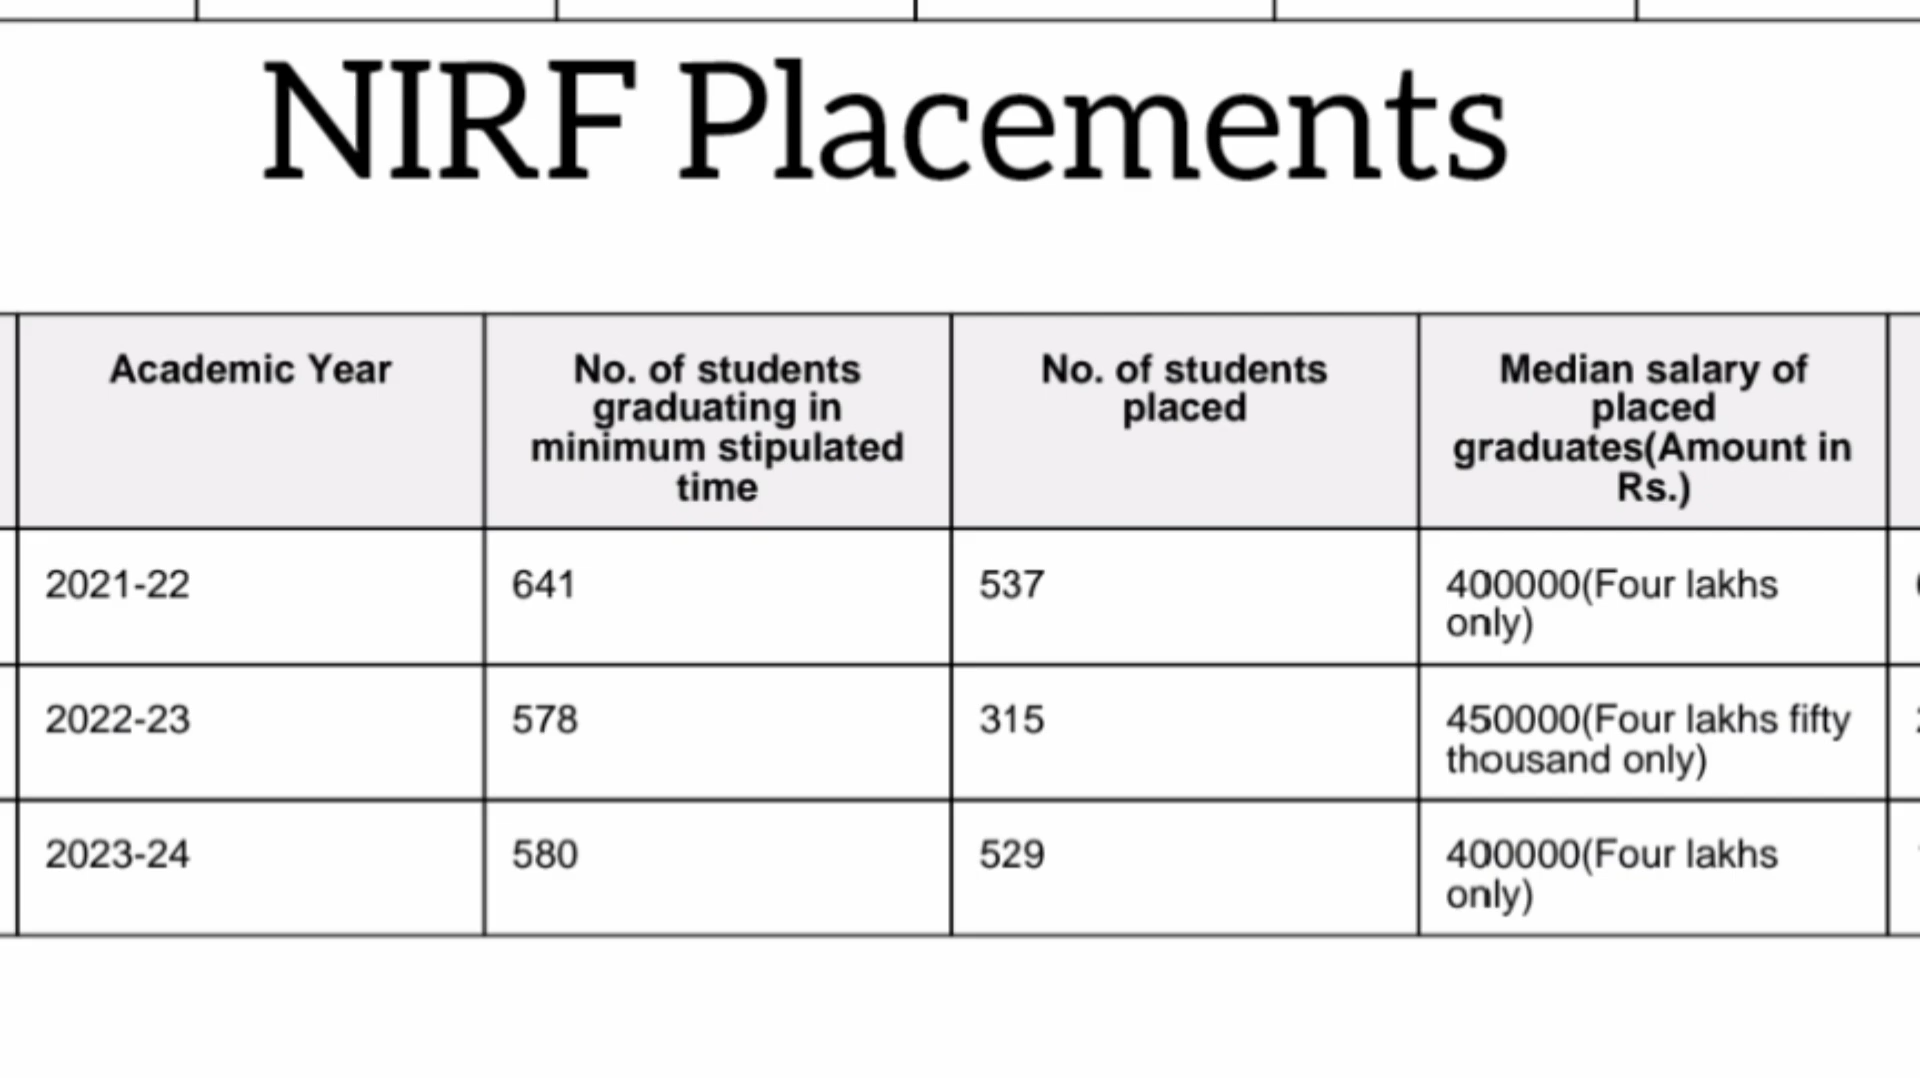 NIRF Placements
Academic Year
No. of students
graduating in
minimum stipulated
time
No. of students
placed
Median salary of
placed
graduates(Amount in
Rs.)
2021-22
641
537
400000(Four lakhs
only)
2022-23
578
315
450000(Four lakhs fifty
thousand only)
2023-24
580
529
400000(Four lakhs
only)